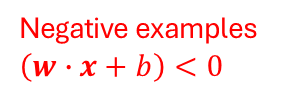 Negative examples
(w · x + b) < 0